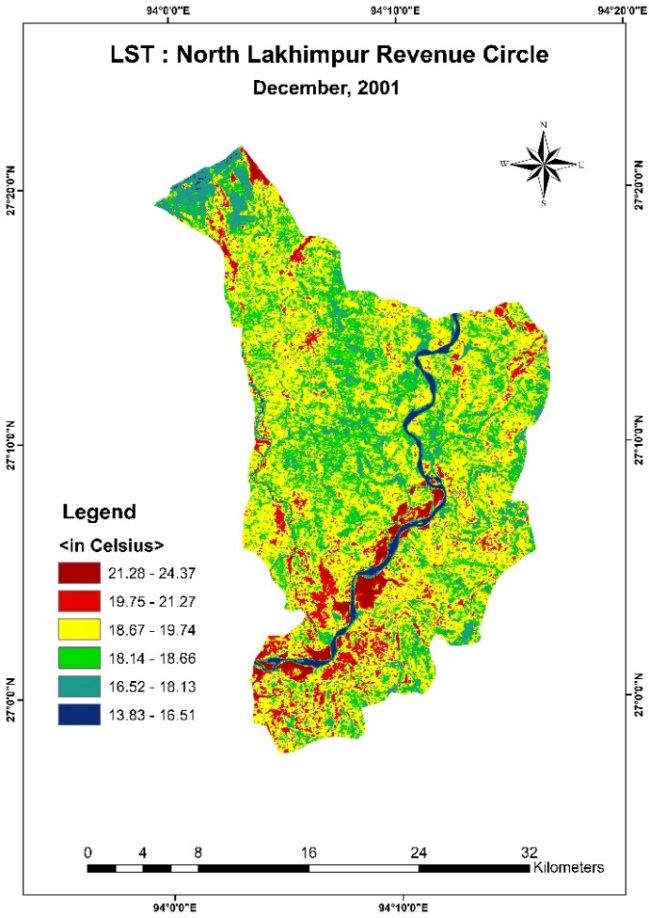 94°0'0"E 94°10'0"E 94°20'0"E
LST : North Lakhimpur Revenue Circle
December, 2001
N
W E
S
27°20'0"N 27°20'0"N
27°10'0"N 27°10'0"N
Legend
<in Celsius>
21.28 - 24.37
19.75 - 21.27
18.67 - 19.74
18.14 - 18.66
16.52 - 18.13
13.83 - 16.51
27°0'0"N 27°0'0"N
0 4 8 16 24 32
Kilometers
94°0'0"E 94°10'0"E